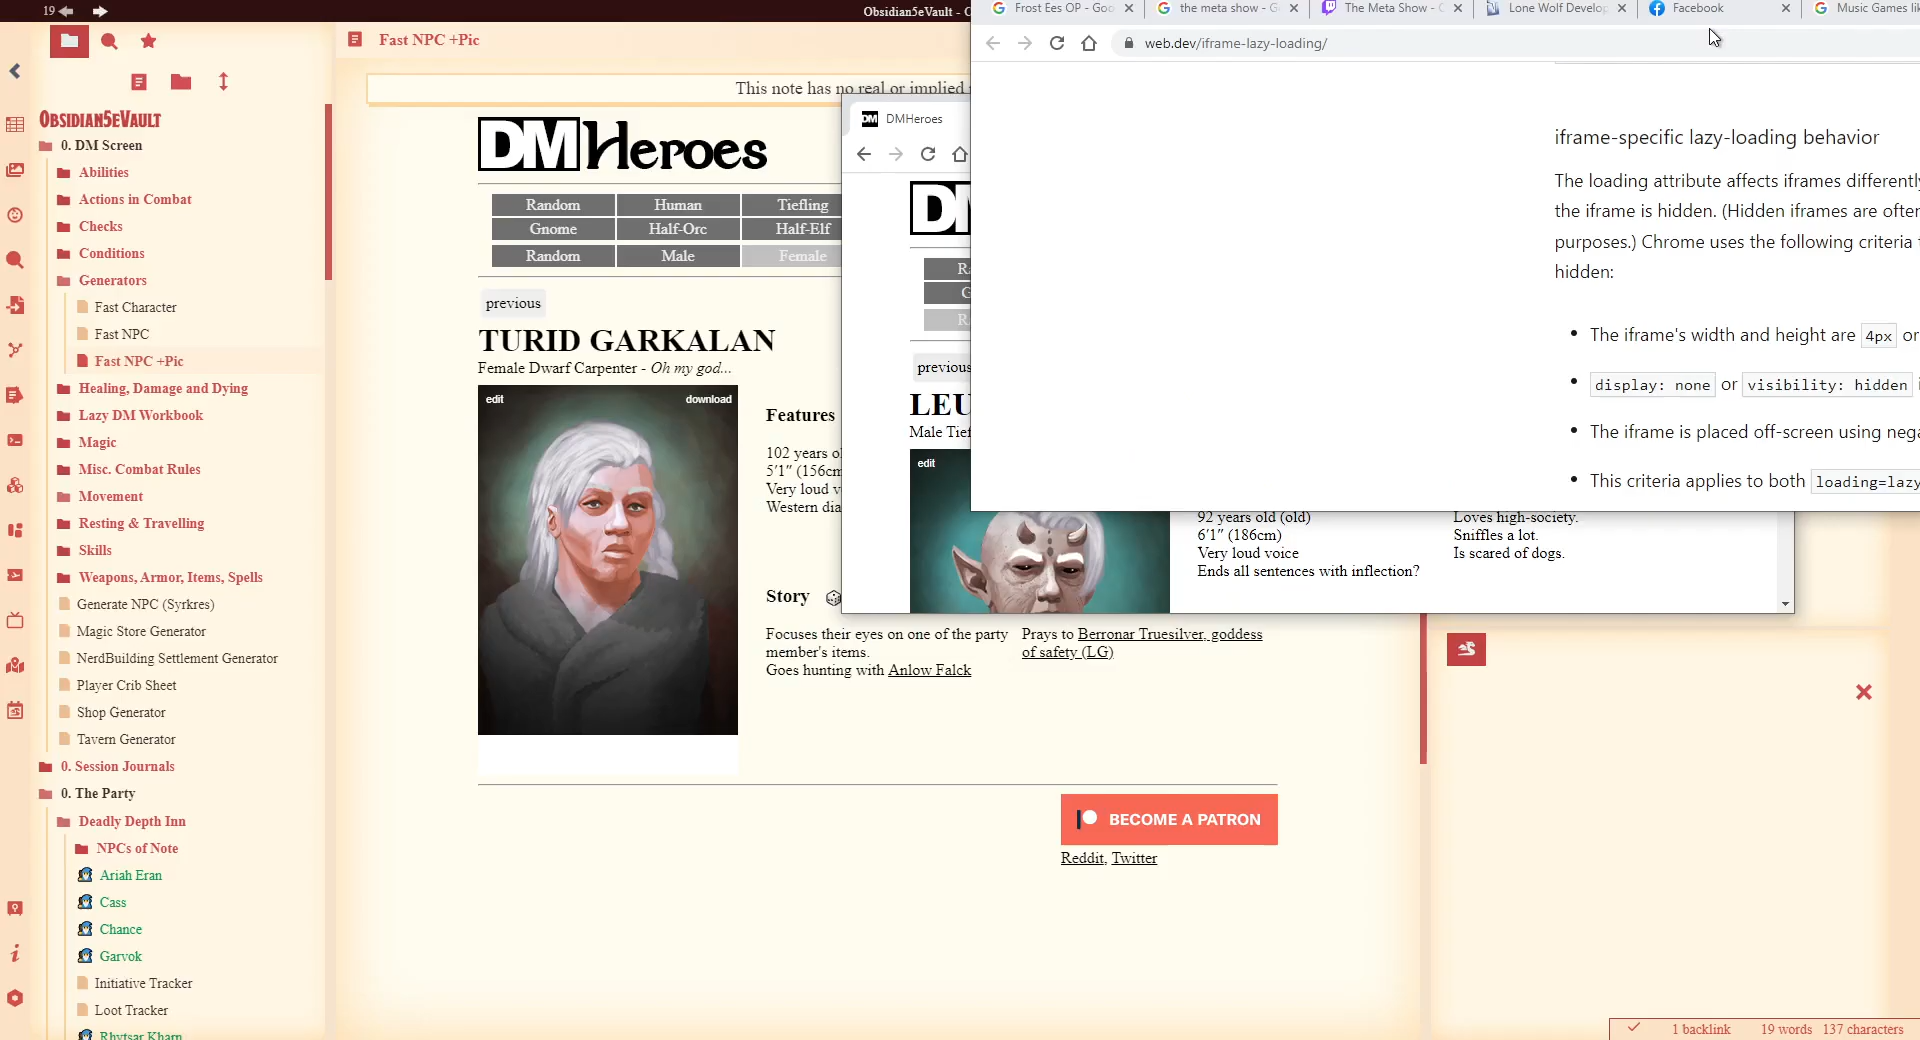 19
Obsidian5eVault - 
Fast NPC +Pic
OBSIDIAN5EVAULT
0. DM Screen
Abilities
Actions in Combat
Checks
Conditions
Generators
Fast Character
Fast NPC
Fast NPC +Pic
Healing, Damage and Dying
Lazy DM Workbook
Magic
Misc. Combat Rules
Movement
Resting & Travelling
Skills
Weapons, Armor, Items, Spells
Generate NPC (Syrkres)
Magic Store Generator
NerdBuilding Settlement Generator
Player Crib Sheet
Shop Generator
Tavern Generator
0. Session Journals
0. The Party
Deadly Depth Inn
NPCs of Note
Ariah Eran
Cass
Chance
Garvok
Initiative Tracker
Loot Tracker
Rhytsar Kharn
This note has no real or implied
DMHeroes
Random Human Tiefling
Gnome Half-Orc Half-Elf
Random Male Female
previous
TURID GARKALAN
Female Dwarf Carpenter - Oh my god...
edit download
Features
102 years
5'1″ (156cm
Very loud
Western
Story
Focuses their eyes on one of the party
member's items.
Goes hunting with Anlow Falck
Prays to Berronar Truesilver, goddess
of safety (LG)
BECOME A PATRON
Reddit, Twitter
DMHeroes
previous
LEU
Male Tief
edit
92 years old (old)
6'1″ (186cm)
Very loud voice
Ends all sentences with inflection?
Loves high-society.
Sniffles a lot.
Is scared of dogs.
Frost Ees OP - Goo
the meta show - G
The Meta Show -
Lone Wolf Develop
Facebook
Music Games
web.dev/iframe-lazy-loading/
iframe-specific lazy-loading behavior
The loading attribute affects iframes differently
the iframe is hidden. (Hidden iframes are often
purposes.) Chrome uses the following criteria
hidden:
• The iframe's width and height are 4px or
• display: none or visibility: hidden
• The iframe is placed off-screen using
• This criteria applies to both loading=lazy
1 backlink 19 words 137 characters